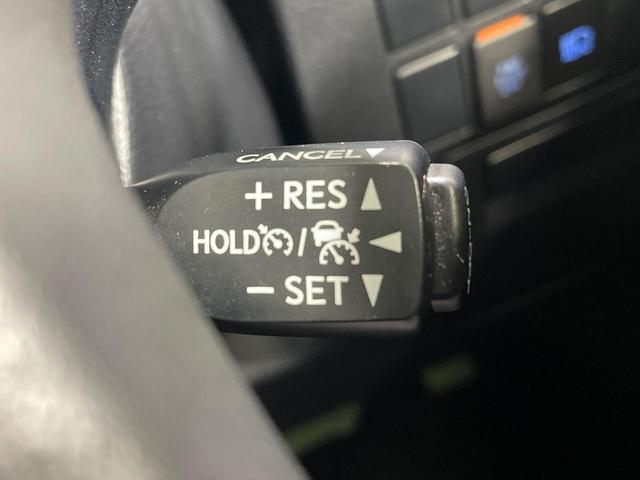 CANCEL▼
+ RES ▲
HOLD / ◀
− SET ▼